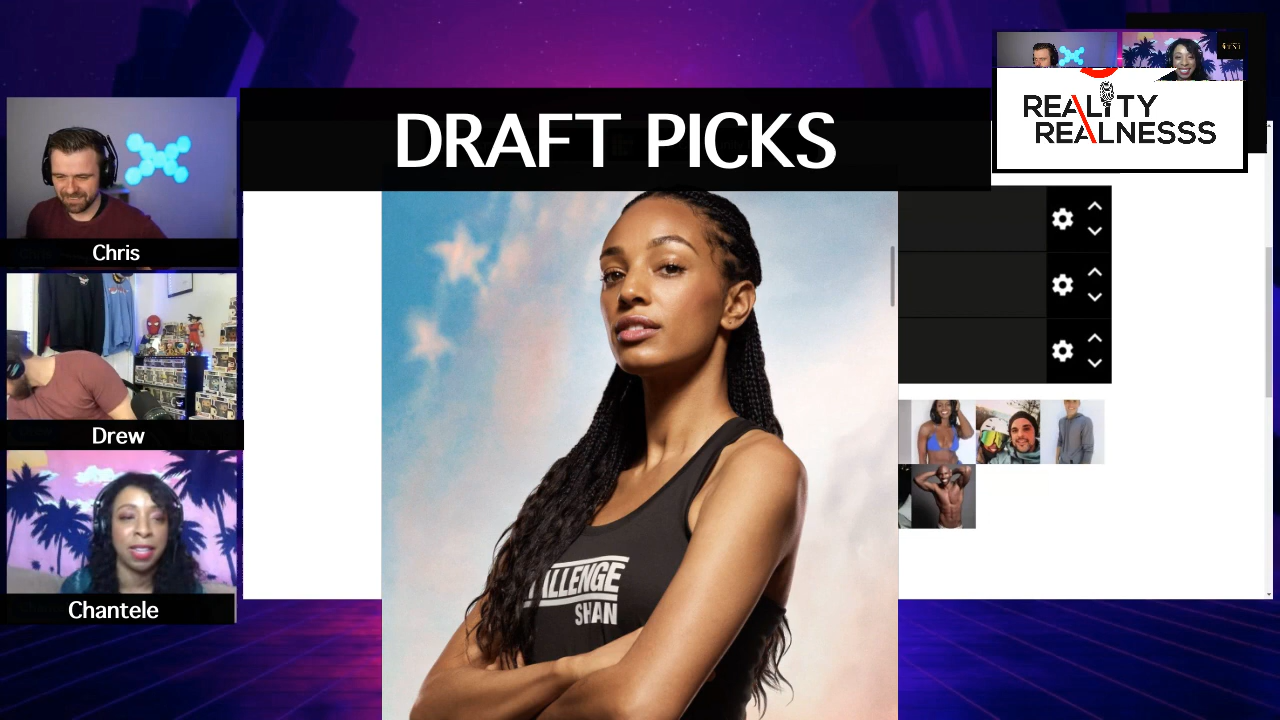 DRAFT PICKS
REALITY
REALNESSS
Chris
Drew
Chantele
ALLENGE
SHAN